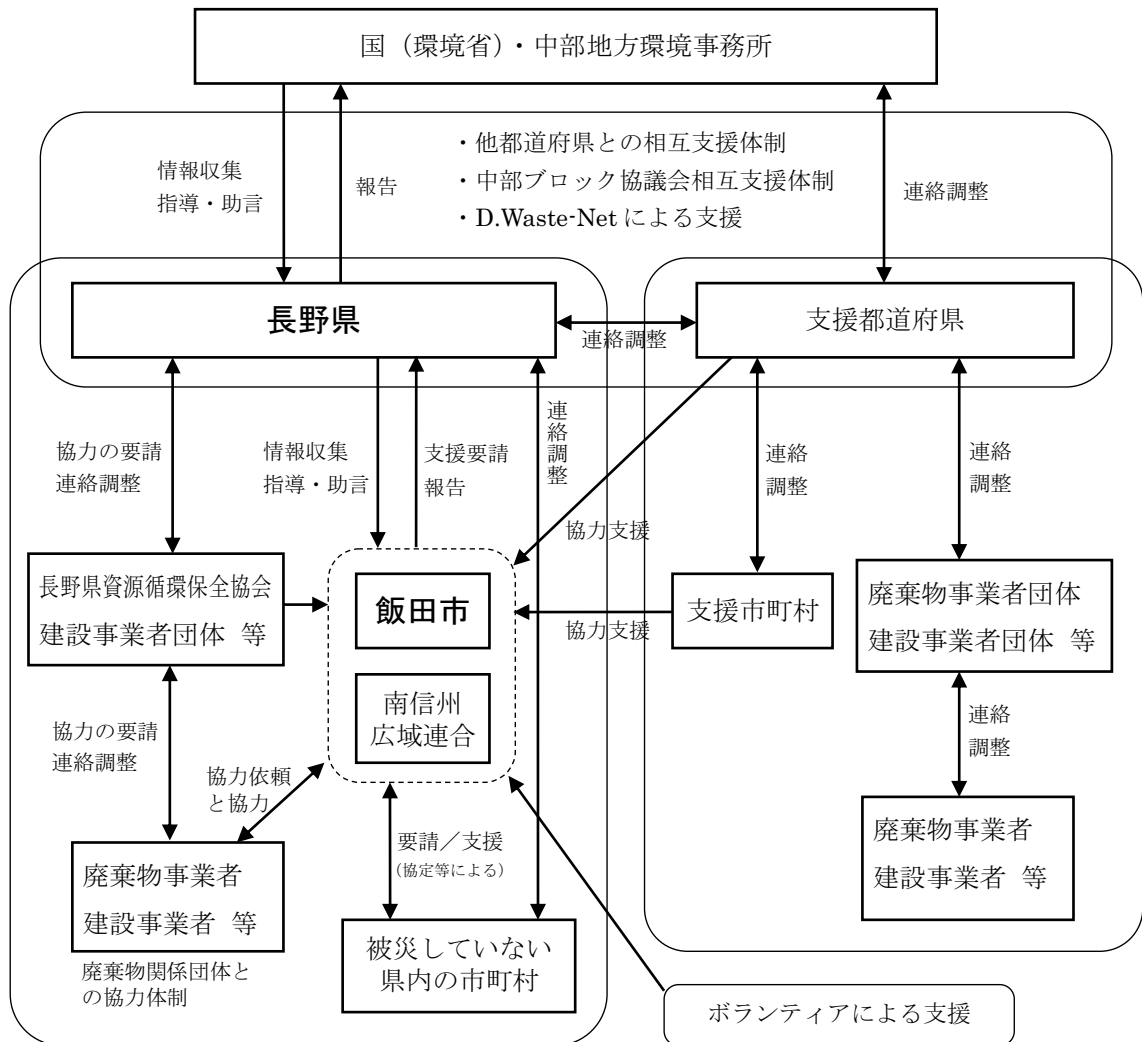 国（環境省）・中部地方環境事務所
・他都道府県との相互支援体制
・中部ブロック協議会相互支援体制
・D.Waste-Net による支援
情報収集
指導・助言
報告
連絡調整
長野県
連絡調整
支援都道府県
協力の要請
連絡調整
情報収集
指導・助言
支援要請
報告
連絡調整
連絡
調整
連絡
調整
協力支援
長野県資源循環保全協会
建設事業者団体 等
飯田市
南信州
広域連合
協力支援
支援市町村
廃棄物事業者団体
建設事業者団体 等
協力の要請
連絡調整
協力依頼
と協力
連絡
調整
要請／支援
（協定等による）
廃棄物事業者
建設事業者 等
廃棄物関係団体と
の協力体制
被災していない
県内の市町村
廃棄物事業者
建設事業者 等
ボランティアによる支援